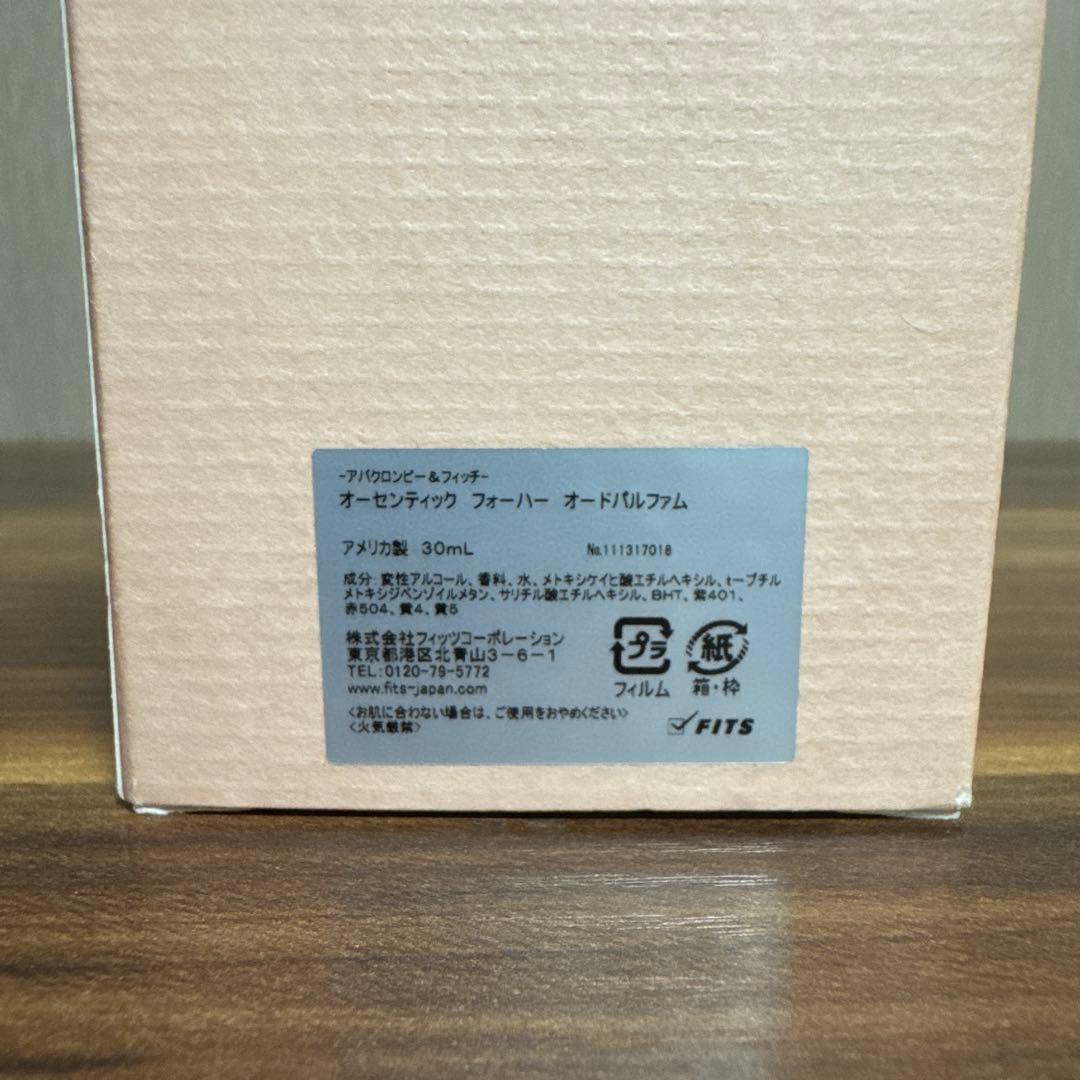 -アバクロンビー&フィッチ-
オーセンティック フォーハー オードパルファム
アメリカ製 30mL No.111317018
成分:変性アルコール、香料、水、メトキシケイヒ酸エチルヘキシル、t-ブチル
メトキシジベンゾイルメタン、サリチル酸エチルヘキシル、BHT、紫401、
赤504、黄4、黄5
株式会社フィッツコーポレーション
東京都港区北青山3-6-1
TEL:0120-79-5772
www.fits-japan.com
プラ
フィルム
紙
箱・枠
<お肌に合わない場合は、ご使用をおやめください>
<火気厳禁>
FITS